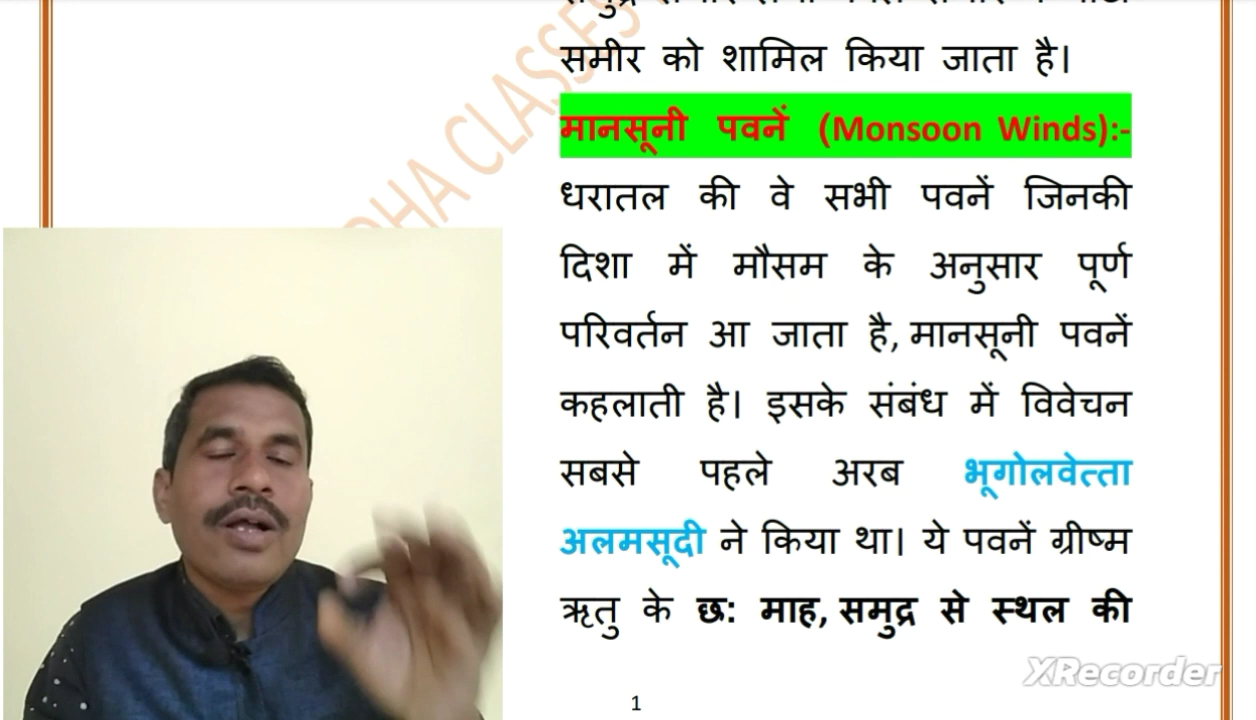 समीर को शामिल किया जाता है।
मानसूनी पवनें (Monsoon Winds):-
धरातल की वे सभी पवनें जिनकी
दिशा में मौसम के अनुसार पूर्ण
परिवर्तन आ जाता है, मानसूनी पवनें
कहलाती है। इसके संबंध में विवेचन
सबसे पहले अरब भूगोलवेत्ता
अलमसूदी ने किया था। ये पवनें ग्रीष्म
ऋतु के छ: माह, समुद्र से स्थल की
1
CLASSES
XRecorder